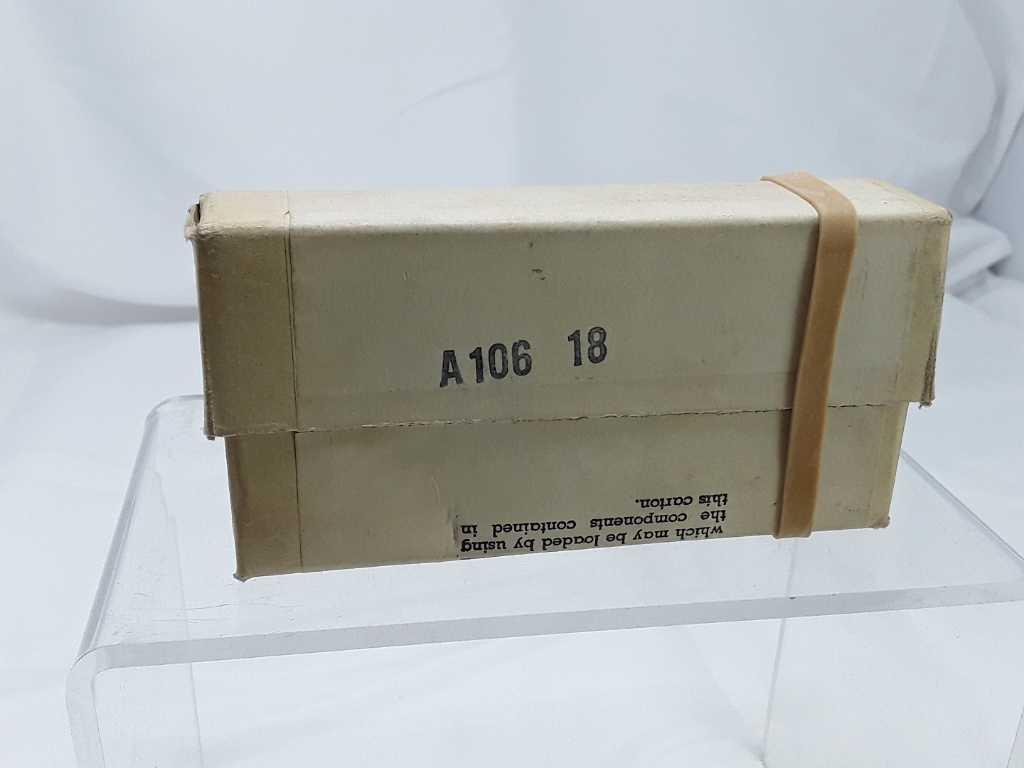 A106 18
which may be loaded by using
the components contained in
this carton.